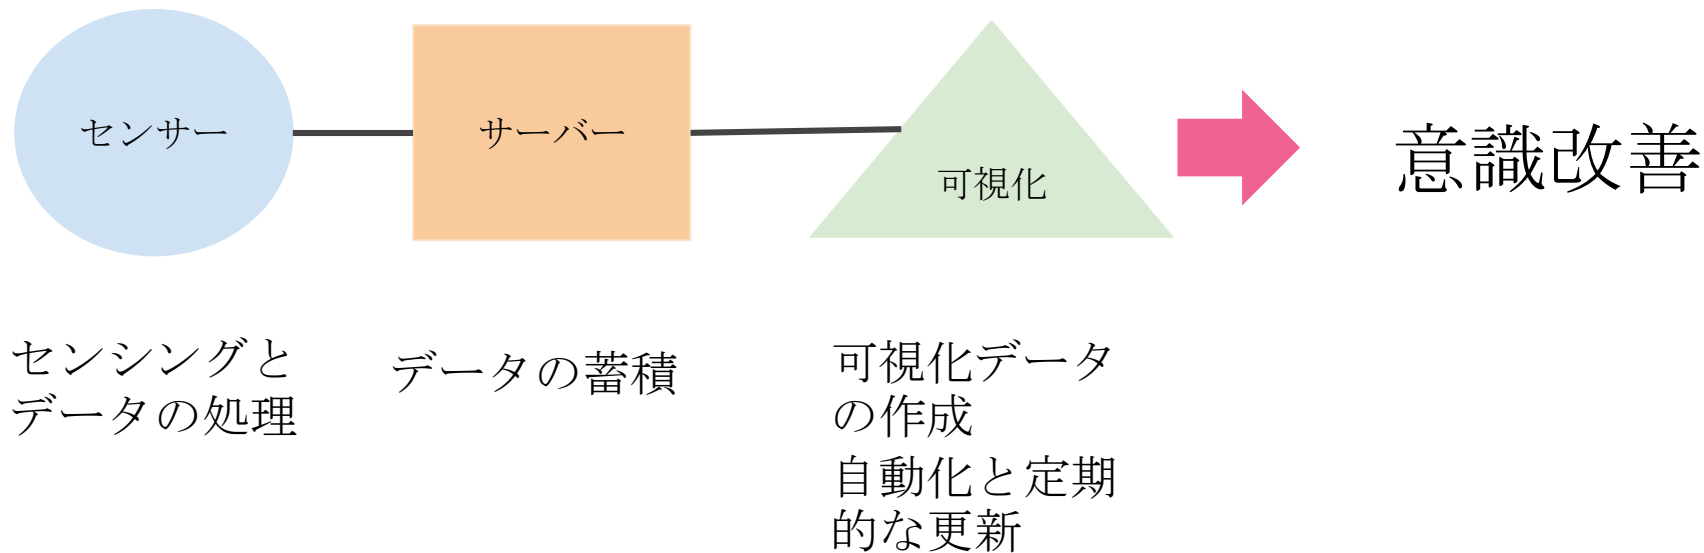 センサー
サーバー
可視化
意識改善
センシングと
データの処理
データの蓄積
可視化データ
の作成
自動化と定期
的な更新